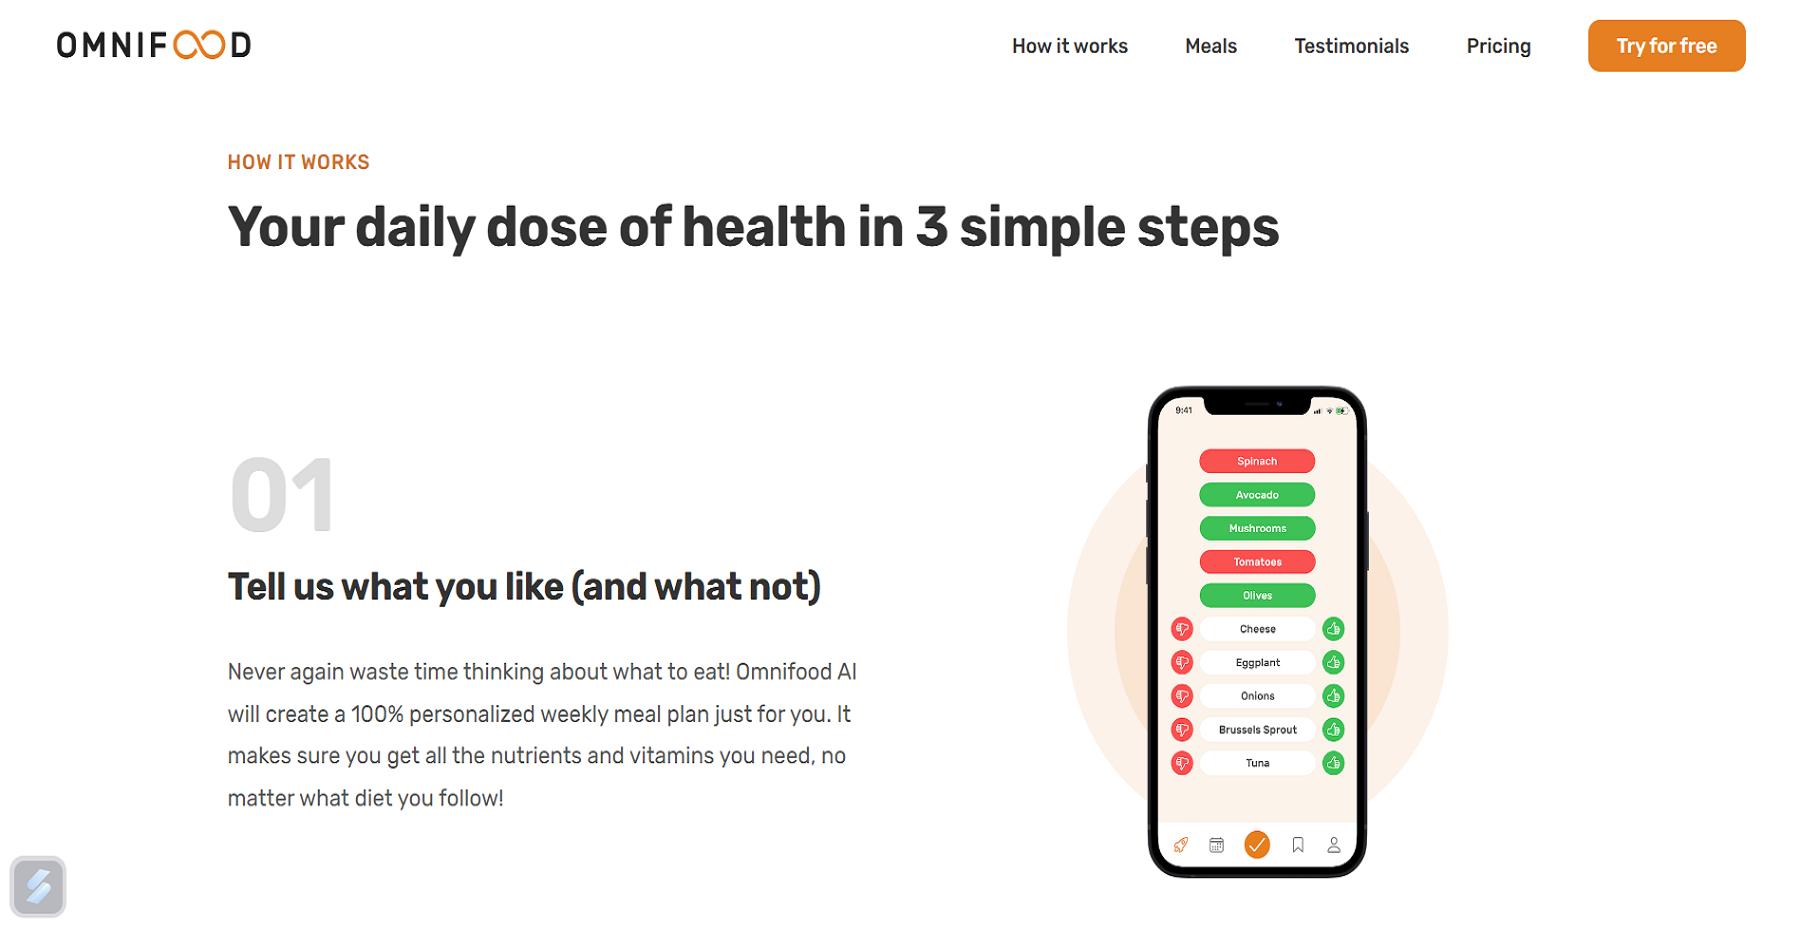 OMNIFOOD
How it works
Meals
Testimonials
Pricing
Try for free
HOW IT WORKS
Your daily dose of health in 3 simple steps
01
Tell us what you like (and what not)
Never again waste time thinking about what to eat! Omnifood AI
will create a 100% personalized weekly meal plan just for you. It
makes sure you get all the nutrients and vitamins you need, no
matter what diet you follow!
9:41
Spinach
Avocado
Mushrooms
Tomatoes
Olives
Cheese
Eggplant
Onions
Brussels Sprout
Tuna